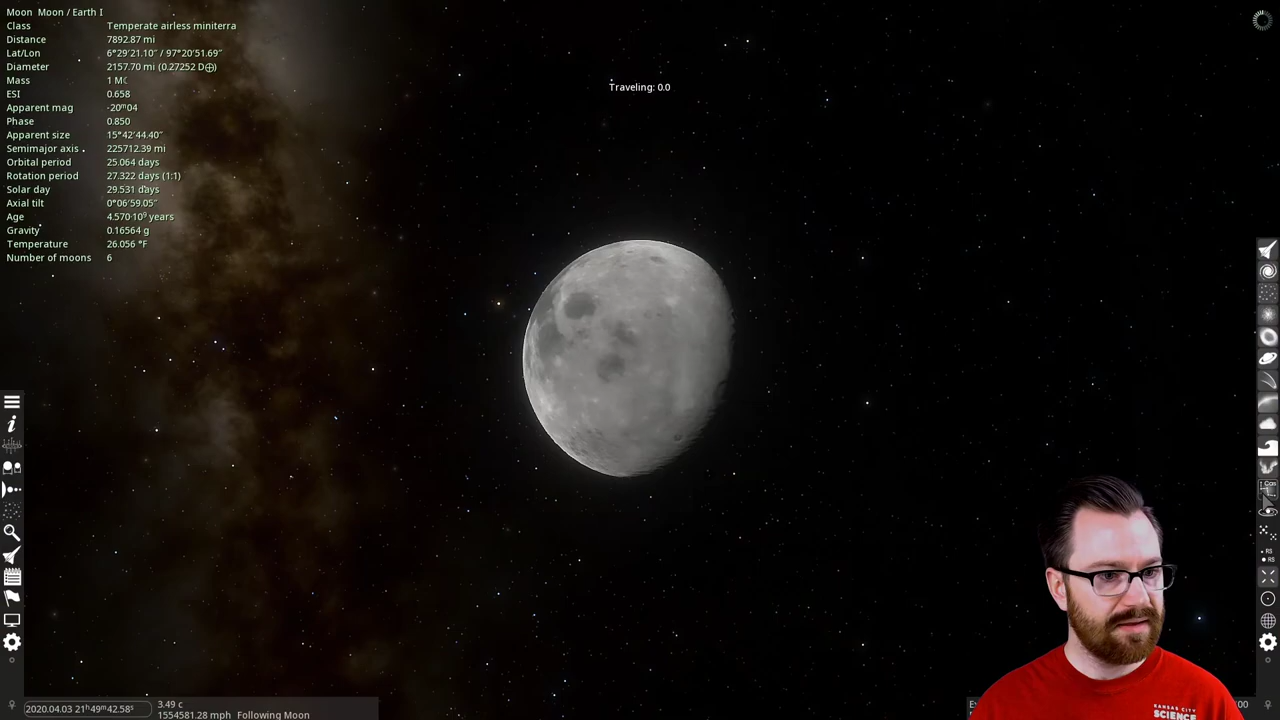 Moon Moon / Earth I
Class Temperate airless miniterra
Distance 7892.87 mi
Lat/Lon 6°29′21.10″ / 97°20′51.69″
Diameter 2157.70 mi (0.27252 D⊕)
Mass 1 M☾
ESI 0.658
Apparent mag -20ᵐ04
Phase 0.850
Apparent size 15°42′44.40″
Semimajor axis 225712.39 mi
Orbital period 25.064 days
Rotation period 27.322 days (1:1)
Solar day 29.531 days
Axial tilt 0°06′59.05″
Age 4.570·10⁹ years
Gravity 0.16564 g
Temperature 26.056 °F
Number of moons 6
Traveling: 0.0
RS
RS
2020.04.03 21ʰ49ᵐ42.58ˢ
3.49 c
1554581.28 mph Following Moon
KANSAS CITY
SCIENCE